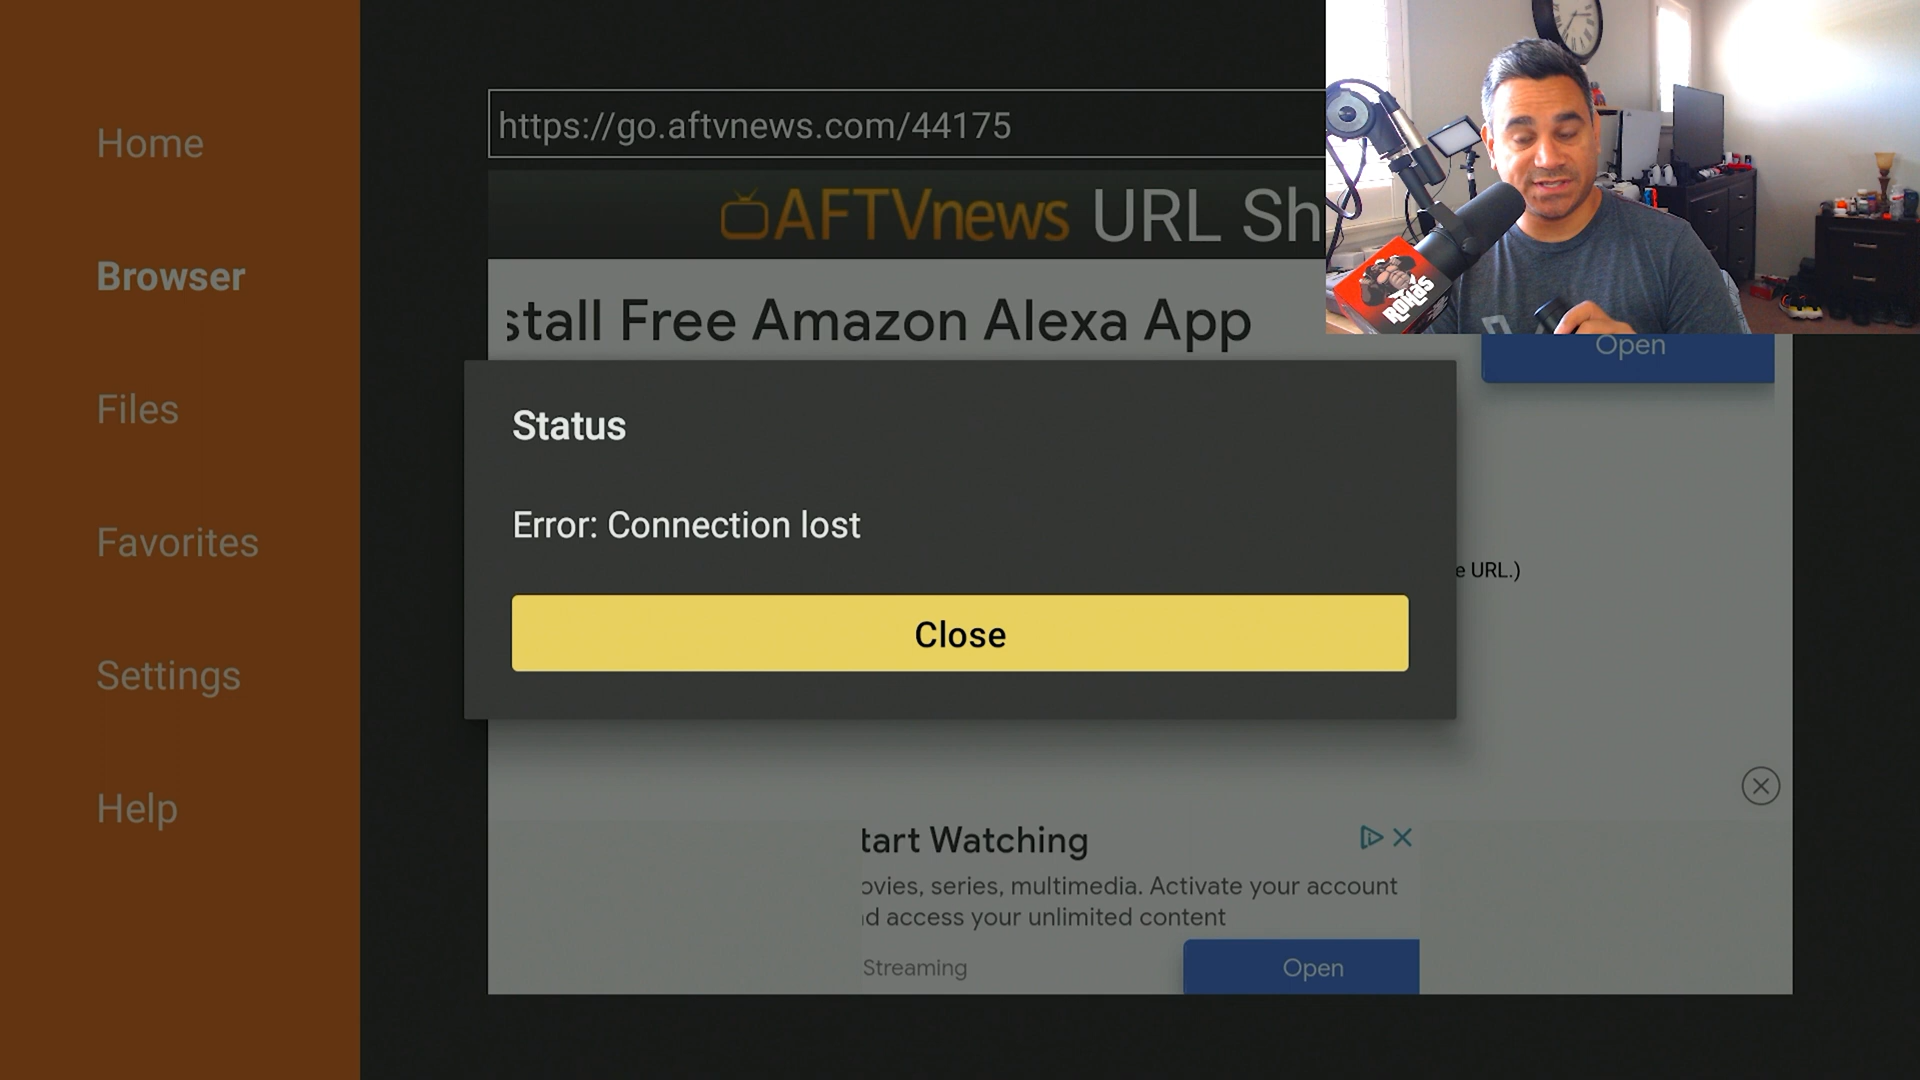 Home
Browser
Files
Favorites
Settings
Help
https://go.aftvnews.com/44175
AFTVnews URL Sh
stall Free Amazon Alexa App
Open
ROHAS
Status
Error: Connection lost
Close
e URL.)
tart Watching
ovies, series, multimedia. Activate your account
d access your unlimited content
Streaming
Open